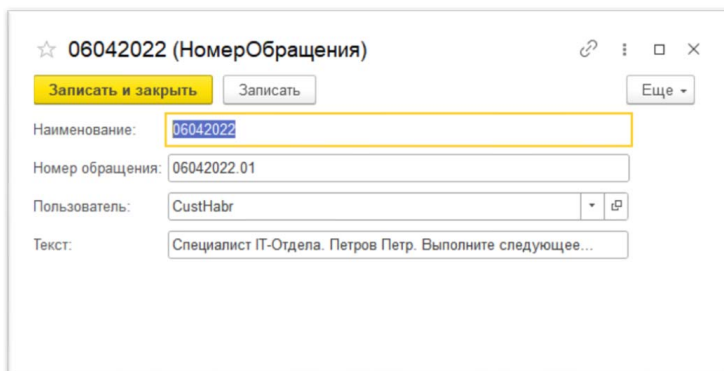 06042022 (НомерОбращения)
Записать и закрыть Записать Еще
Наименование: 06042022
Номер обращения: 06042022.01
Пользователь: CustHabr
Текст: Специалист IT-Отдела. Петров Петр. Выполните следующее...